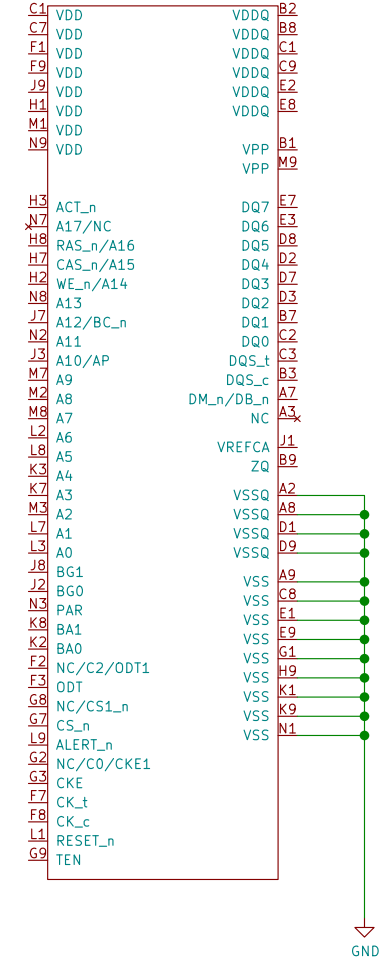 C1 VDD VDDQ B2
C7 VDD VDDQ B8
F1 VDD VDDQ C1
F9 VDD VDDQ C9
J9 VDD VDDQ E2
H1 VDD VDDQ E8
M1 VDD
N9 VDD VPP B1
VPP M9
H3 ACT_n DQ7 E7
N7 A17/NC DQ6 E3
H8 RAS_n/A16 DQ5 D8
H7 CAS_n/A15 DQ4 D2
H2 WE_n/A14 DQ3 D7
N8 A13 DQ2 D3
J7 A12/BC_n DQ1 B7
N2 A11 DQ0 C2
J3 A10/AP DQS_t C3
M7 A9 DQS_c B3
M2 A8 DM_n/DB_n A7
M8 A7 NC A3
L2 A6
VREFCA J1
L8 A5
ZQ B9
K3 A4
K7 A3 VSSQ A2
M3 A2 VSSQ A8
L7 A1 VSSQ D1
L3 A0 VSSQ D9
J8 BG1
VSS A9
J2 BG0
VSS C8
N3 PAR
VSS E1
K8 BA1
VSS E9
K2 BA0
VSS G1
F2 NC/C2/ODT1
VSS H9
F3 ODT
VSS K1
G8 NC/CS1_n
VSS K9
G7 CS_n
VSS N1
L9 ALERT_n
G2 NC/C0/CKE1
G3 CKE
F7 CK_t
F8 CK_c
L1 RESET_n
G9 TEN
GND